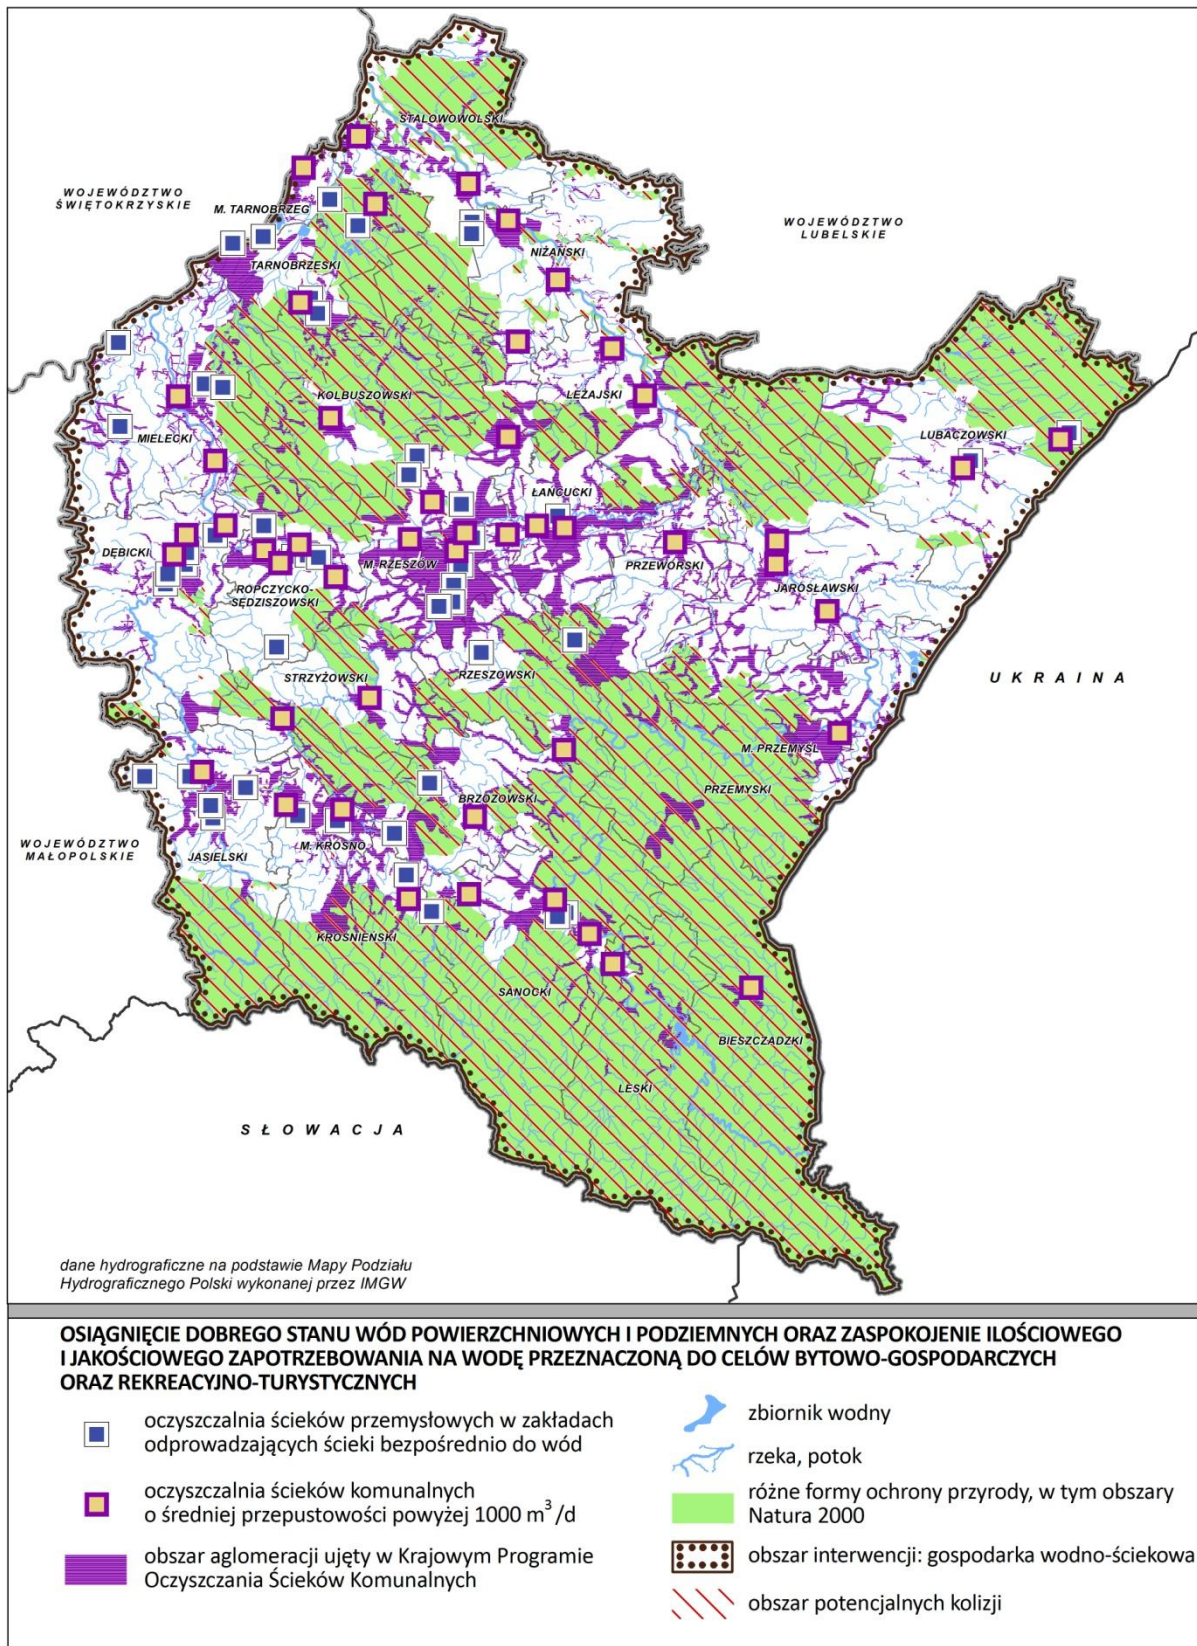 STALOWOWOLSKI
WOJEWÓDZTWO
ŚWIĘTOKRZYSKIE
M. TARNOBRZEG
WOJEWÓDZTWO
LUBELSKIE
NIŻAŃSKI
TARNOBRZESKI
KOLBUSZOWSKI
LEŻAJSKI
MIELECKI
LUBACZOWSKI
ŁAŃCUCKI
DĘBICKI
M. RZESZÓW
PRZEWORSKI
ROPCZYCKO-
SĘDZISZOWSKI
JAROSŁAWSKI
STRZYŻOWSKI
RZESZOWSKI
UKRAINA
M. PRZEMYŚL
PRZEMYSKI
BRZOZOWSKI
WOJEWÓDZTWO
MAŁOPOLSKIE
JASIELSKI
M. KROSNO
KROŚNIEŃSKI
SANOCKI
BIESZCZADZKI
LESKI
SŁOWACJA
dane hydrograficzne na podstawie Mapy Podziału
Hydrograficznego Polski wykonanej przez IMGW
OSIĄGNIĘCIE DOBREGO STANU WÓD POWIERZCHNIOWYCH I PODZIEMNYCH ORAZ ZASPOKOJENIE ILOŚCIOWEGO
I JAKOŚCIOWEGO ZAPOTRZEBOWANIA NA WODĘ PRZEZNACZONĄ DO CELÓW BYTOWO-GOSPODARCZYCH
ORAZ REKREACYJNO-TURYSTYCZNYCH
oczyszczalnia ścieków przemysłowych w zakładach
odprowadzających ścieki bezpośrednio do wód
oczyszczalnia ścieków komunalnych
o średniej przepustowości powyżej 1000 m³/d
obszar aglomeracji ujęty w Krajowym Programie
Oczyszczania Ścieków Komunalnych
zbiornik wodny
rzeka, potok
różne formy ochrony przyrody, w tym obszary
Natura 2000
obszar interwencji: gospodarka wodno-ściekowa
obszar potencjalnych kolizji